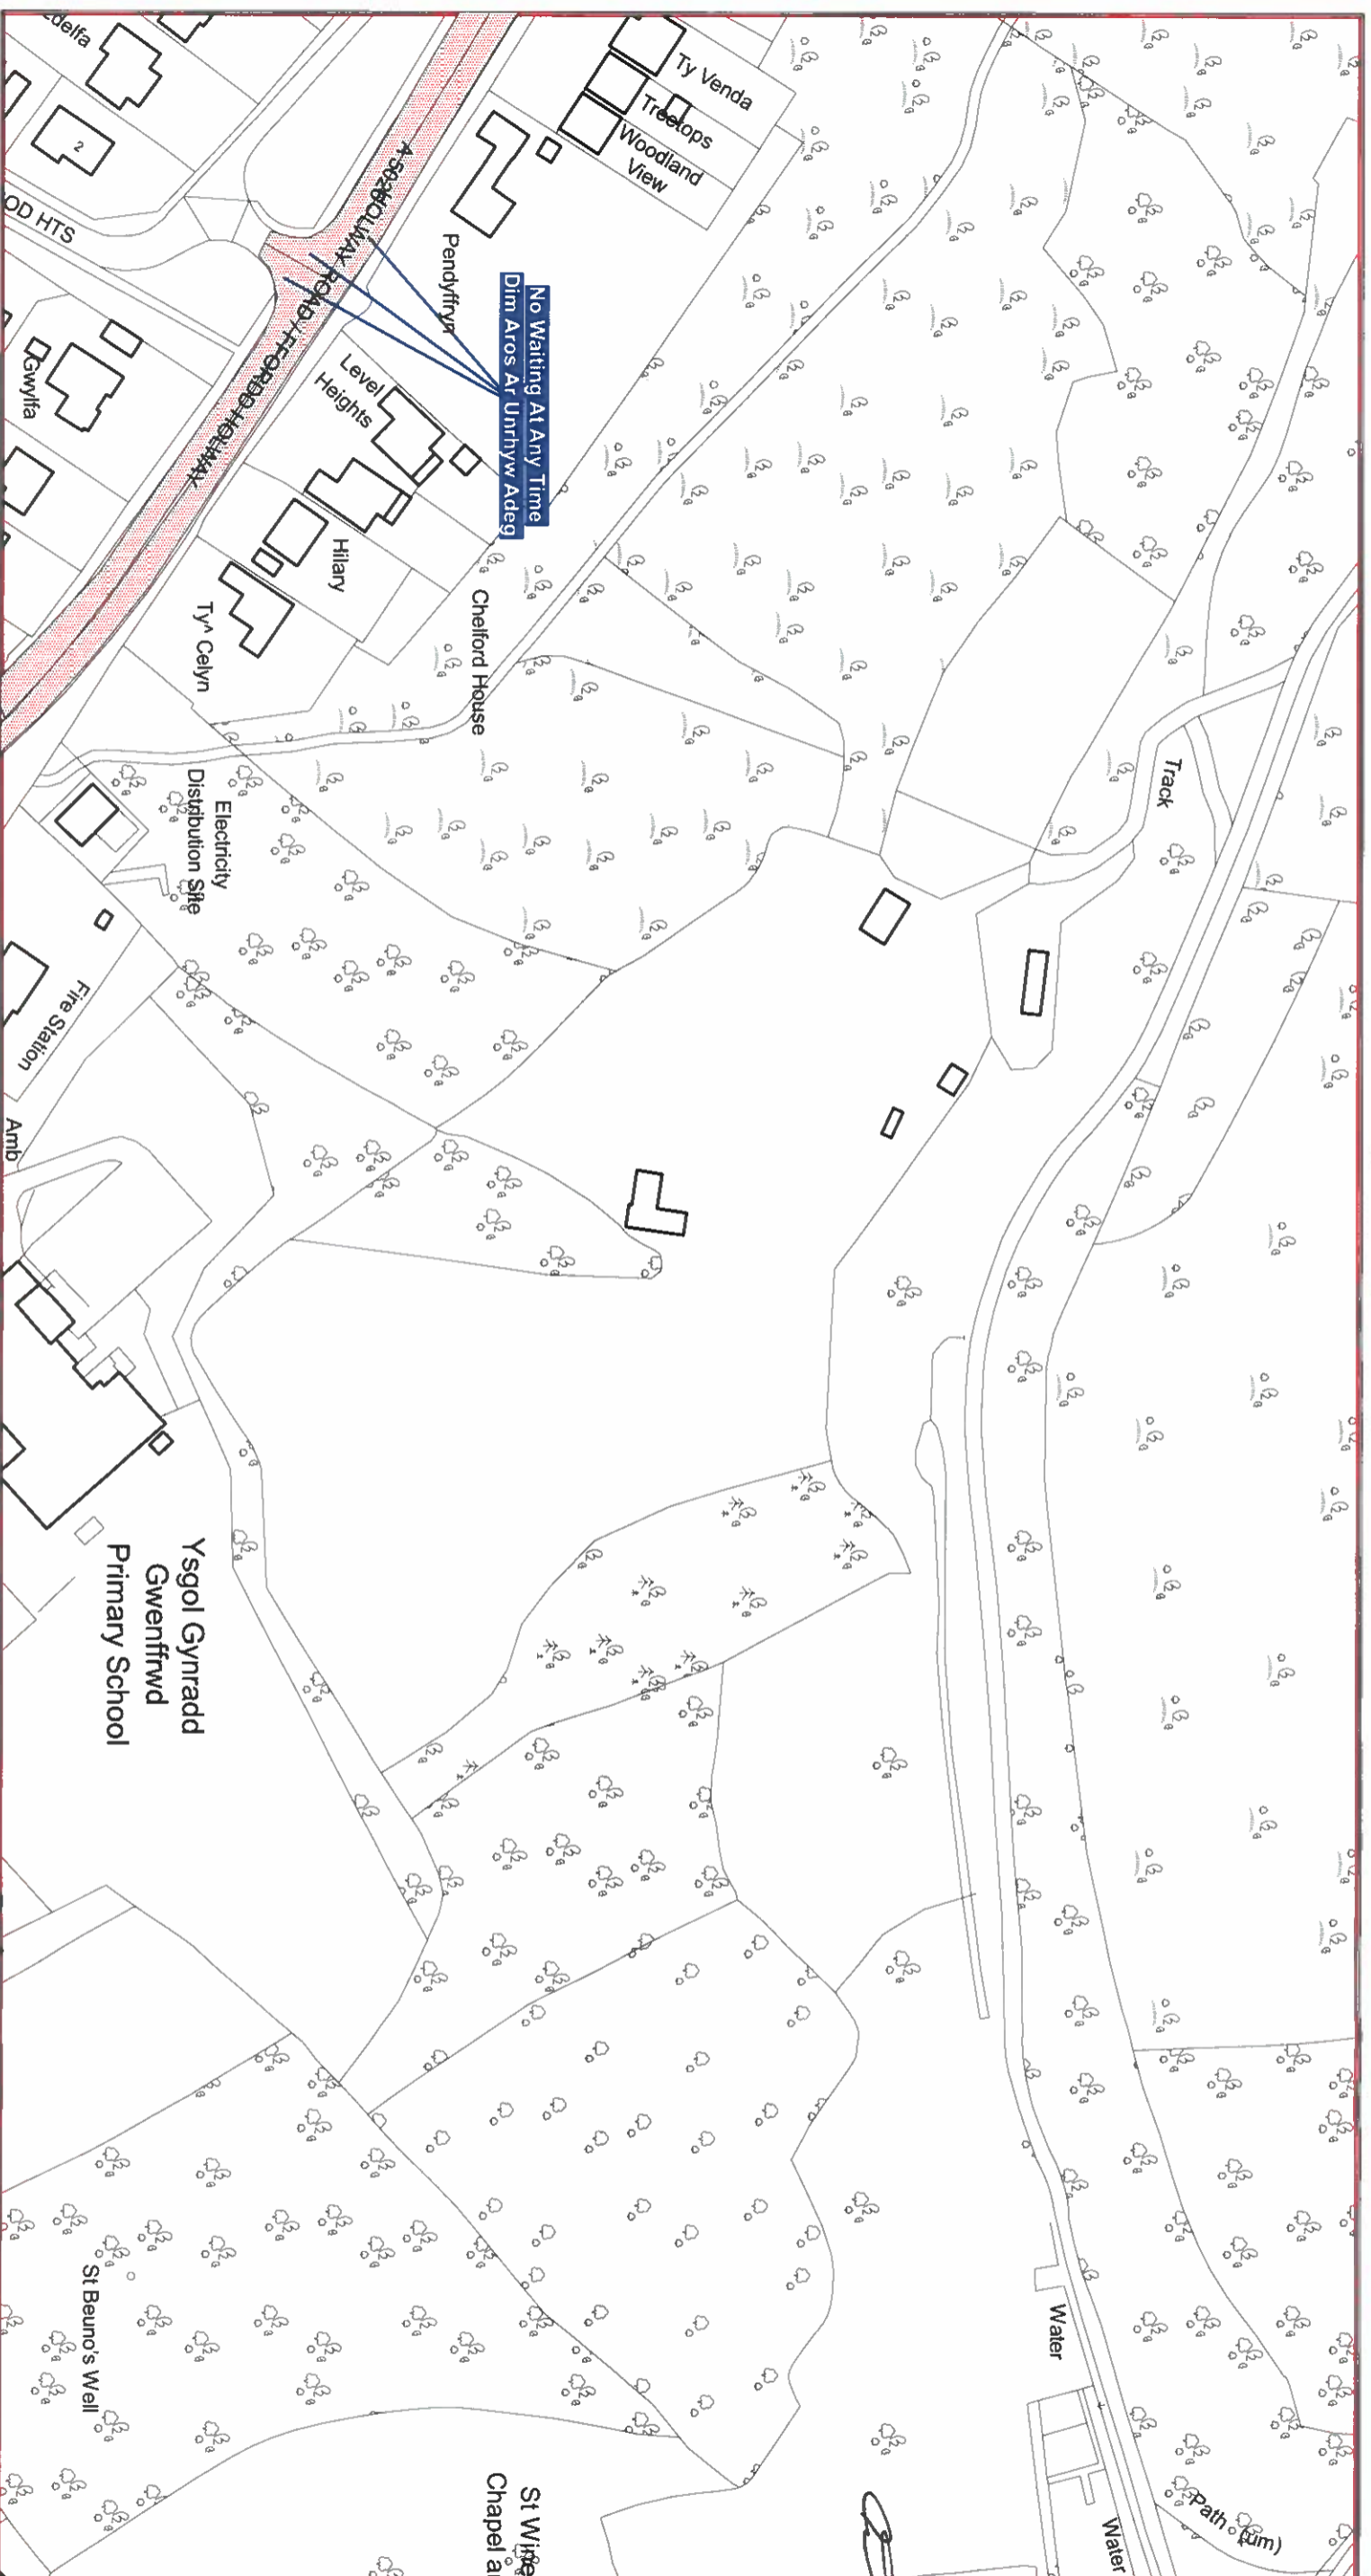 Ty Venda
Treetops
Woodland
View
2
OD HTS
Pendyffryn
A 5026
HOLWAY ROAD / FFORDD HOLWAY
No Waiting At Any Time
Dim Aros Ar Unrhyw Adeg
Level
Heights
Gwylfa
Hilary
Ty^ Celyn
Chelford House
Track
Electricity
Distribution Site
Fire Station
Amb
Ysgol Gynradd
Gwenffrwd
Primary School
St Beuno's Well
Water
Water
Path (um)
St Wine
Chapel a